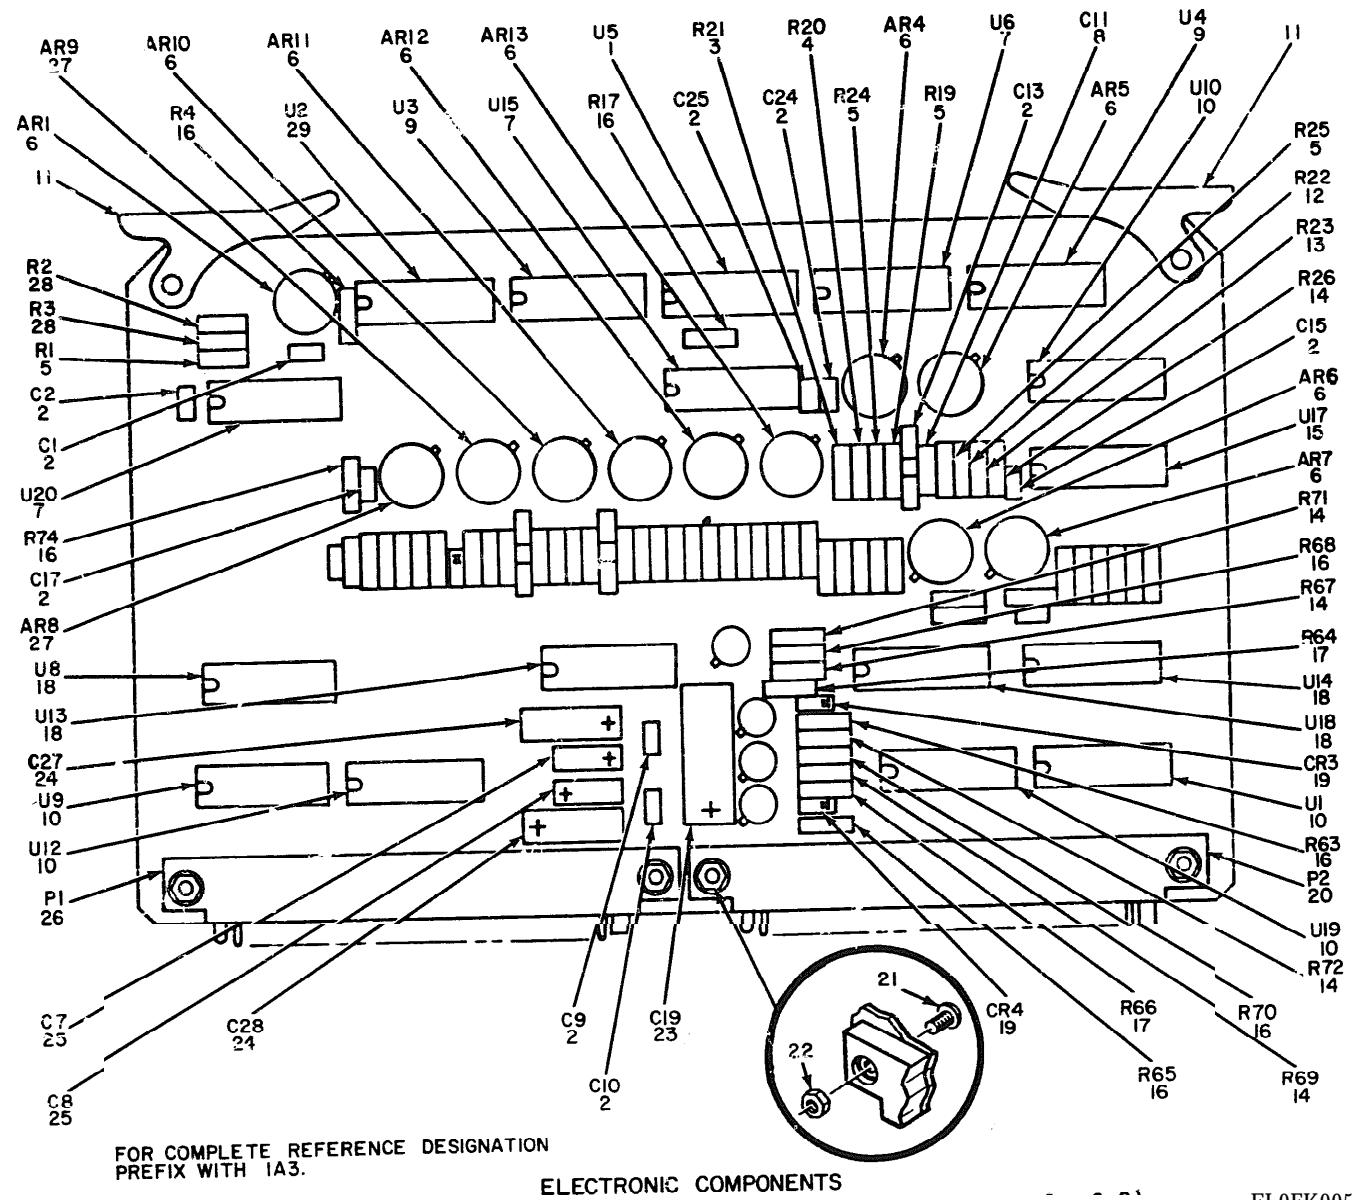 AR9
27
AR10
6
AR11
6
AR12
6
AR13
6
U5
1
R21
3
R20
4
AR4
6
U6
7
C11
8
U4
9
11
AR1
6
R4
16
U2
29
U3
9
U15
7
R17
16
C25
2
C24
2
R24
5
R19
5
C13
2
AR5
6
U10
10
R25
5
11
R22
12
R23
13
R2
28
R26
14
R3
28
C15
2
R1
5
AR6
6
C2
2
U17
15
C1
2
AR7
6
U20
7
R71
14
R74
16
R68
16
C17
2
R67
14
AR8
27
R64
17
U8
18
U14
18
U13
18
U18
18
C27
24
CR3
19
U9
10
U1
10
U12
10
R63
16
P1
26
P2
20
U19
10
R72
14
C7
25
C28
24
C9
2
C19
23
21
CR4
19
R66
17
R70
16
22
C8
25
C10
2
R65
16
R69
14
FOR COMPLETE REFERENCE DESIGNATION
PREFIX WITH 1A3.
ELECTRONIC COMPONENTS